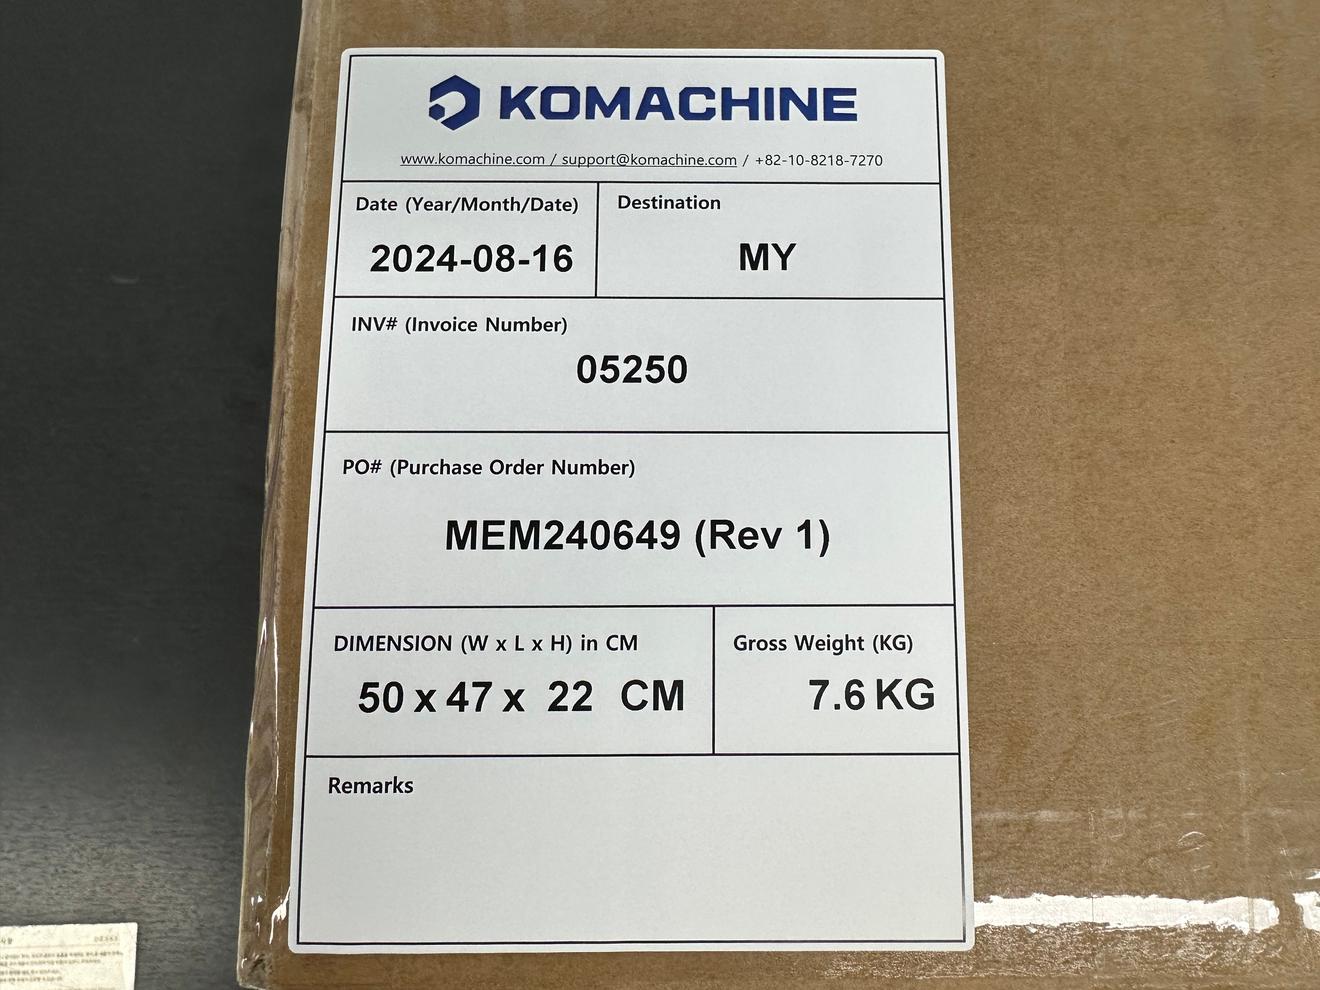 KOMACHINE
www.komachine.com / support@komachine.com / +82-10-8218-7270
Date (Year/Month/Date)
2024-08-16
Destination
MY
INV# (Invoice Number)
05250
PO# (Purchase Order Number)
MEM240649 (Rev 1)
DIMENSION (W x L x H) in CM
50 x 47 x 22 CM
Gross Weight (KG)
7.6 KG
Remarks